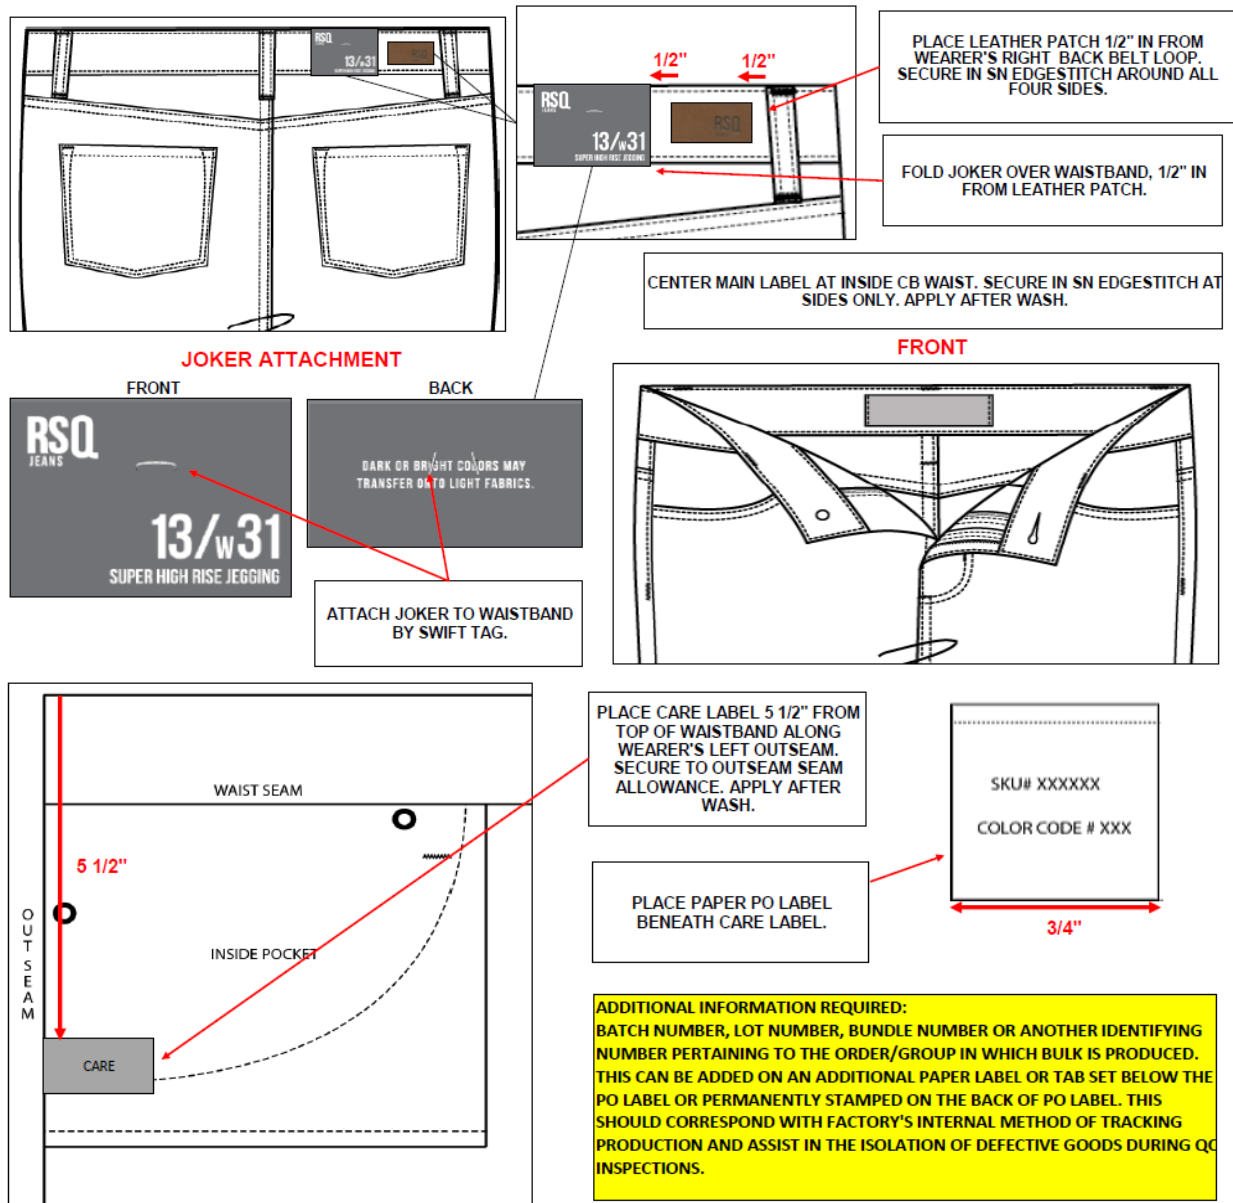 RSQ
JEANS
13/W31
SUPER HIGH RISE JEGGING
RSQ
1/2"
1/2"
RSQ
JEANS
13/W31
SUPER HIGH RISE JEGGING
RSQ
PLACE LEATHER PATCH 1/2" IN FROM
WEARER'S RIGHT BACK BELT LOOP.
SECURE IN SN EDGESTITCH AROUND ALL
FOUR SIDES.
FOLD JOKER OVER WAISTBAND, 1/2" IN
FROM LEATHER PATCH.
CENTER MAIN LABEL AT INSIDE CB WAIST. SECURE IN SN EDGESTITCH AT
SIDES ONLY. APPLY AFTER WASH.
JOKER ATTACHMENT
FRONT
BACK
RSQ
JEANS
13/W31
SUPER HIGH RISE JEGGING
DARK OR BRIGHT COLORS MAY
TRANSFER ONTO LIGHT FABRICS.
ATTACH JOKER TO WAISTBAND
BY SWIFT TAG.
FRONT
WAIST SEAM
5 1/2"
OUT SEAM
INSIDE POCKET
CARE
PLACE CARE LABEL 5 1/2" FROM
TOP OF WAISTBAND ALONG
WEARER'S LEFT OUTSEAM.
SECURE TO OUTSEAM SEAM
ALLOWANCE. APPLY AFTER
WASH.
PLACE PAPER PO LABEL
BENEATH CARE LABEL.
SKU# XXXXXX
COLOR CODE # XXX
3/4"
ADDITIONAL INFORMATION REQUIRED:
BATCH NUMBER, LOT NUMBER, BUNDLE NUMBER OR ANOTHER IDENTIFYING
NUMBER PERTAINING TO THE ORDER/GROUP IN WHICH BULK IS PRODUCED.
THIS CAN BE ADDED ON AN ADDITIONAL PAPER LABEL OR TAB SET BELOW THE
PO LABEL OR PERMANENTLY STAMPED ON THE BACK OF PO LABEL. THIS
SHOULD CORRESPOND WITH FACTORY'S INTERNAL METHOD OF TRACKING
PRODUCTION AND ASSIST IN THE ISOLATION OF DEFECTIVE GOODS DURING QC
INSPECTIONS.